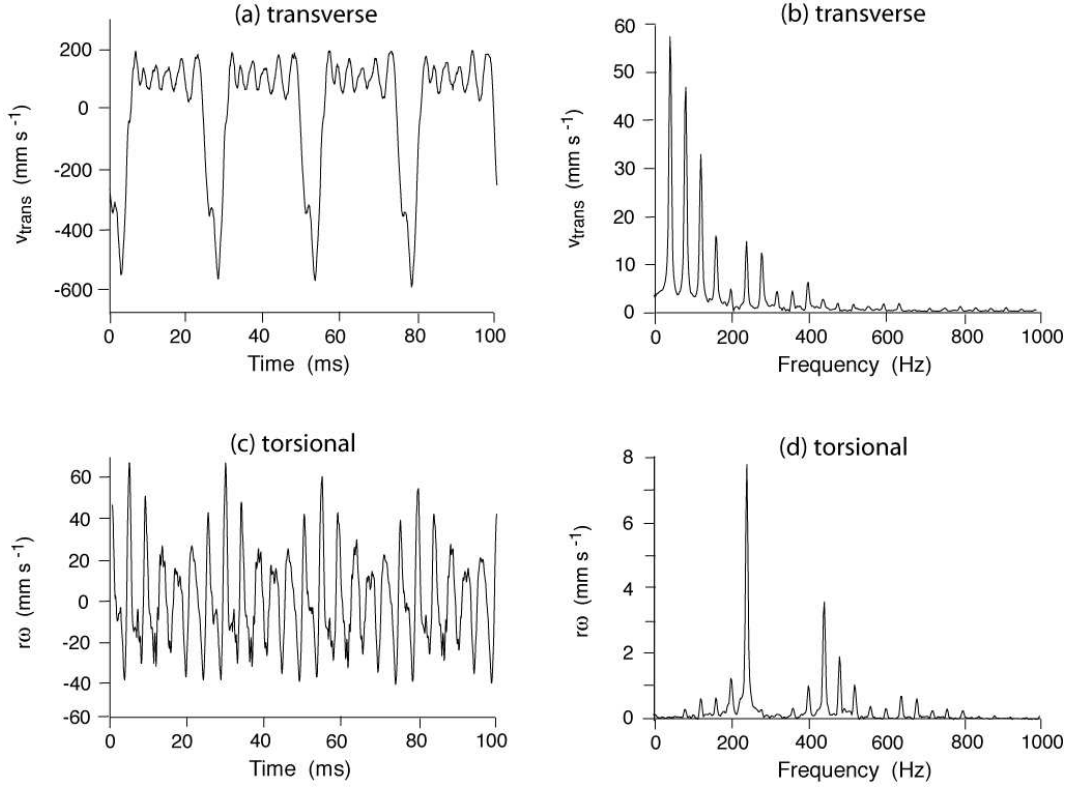 (a) transverse
200
0
-200
-400
-600
v_trans (mm s⁻¹)
0 20 40 60 80 100
Time (ms)
(b) transverse
60
50
40
30
20
10
0
v_trans (mm s⁻¹)
0 200 400 600 800 1000
Frequency (Hz)
(c) torsional
60
40
20
0
-20
-40
-60
rω (mm s⁻¹)
0 20 40 60 80 100
Time (ms)
(d) torsional
8
6
4
2
0
rω (mm s⁻¹)
0 200 400 600 800 1000
Frequency (Hz)